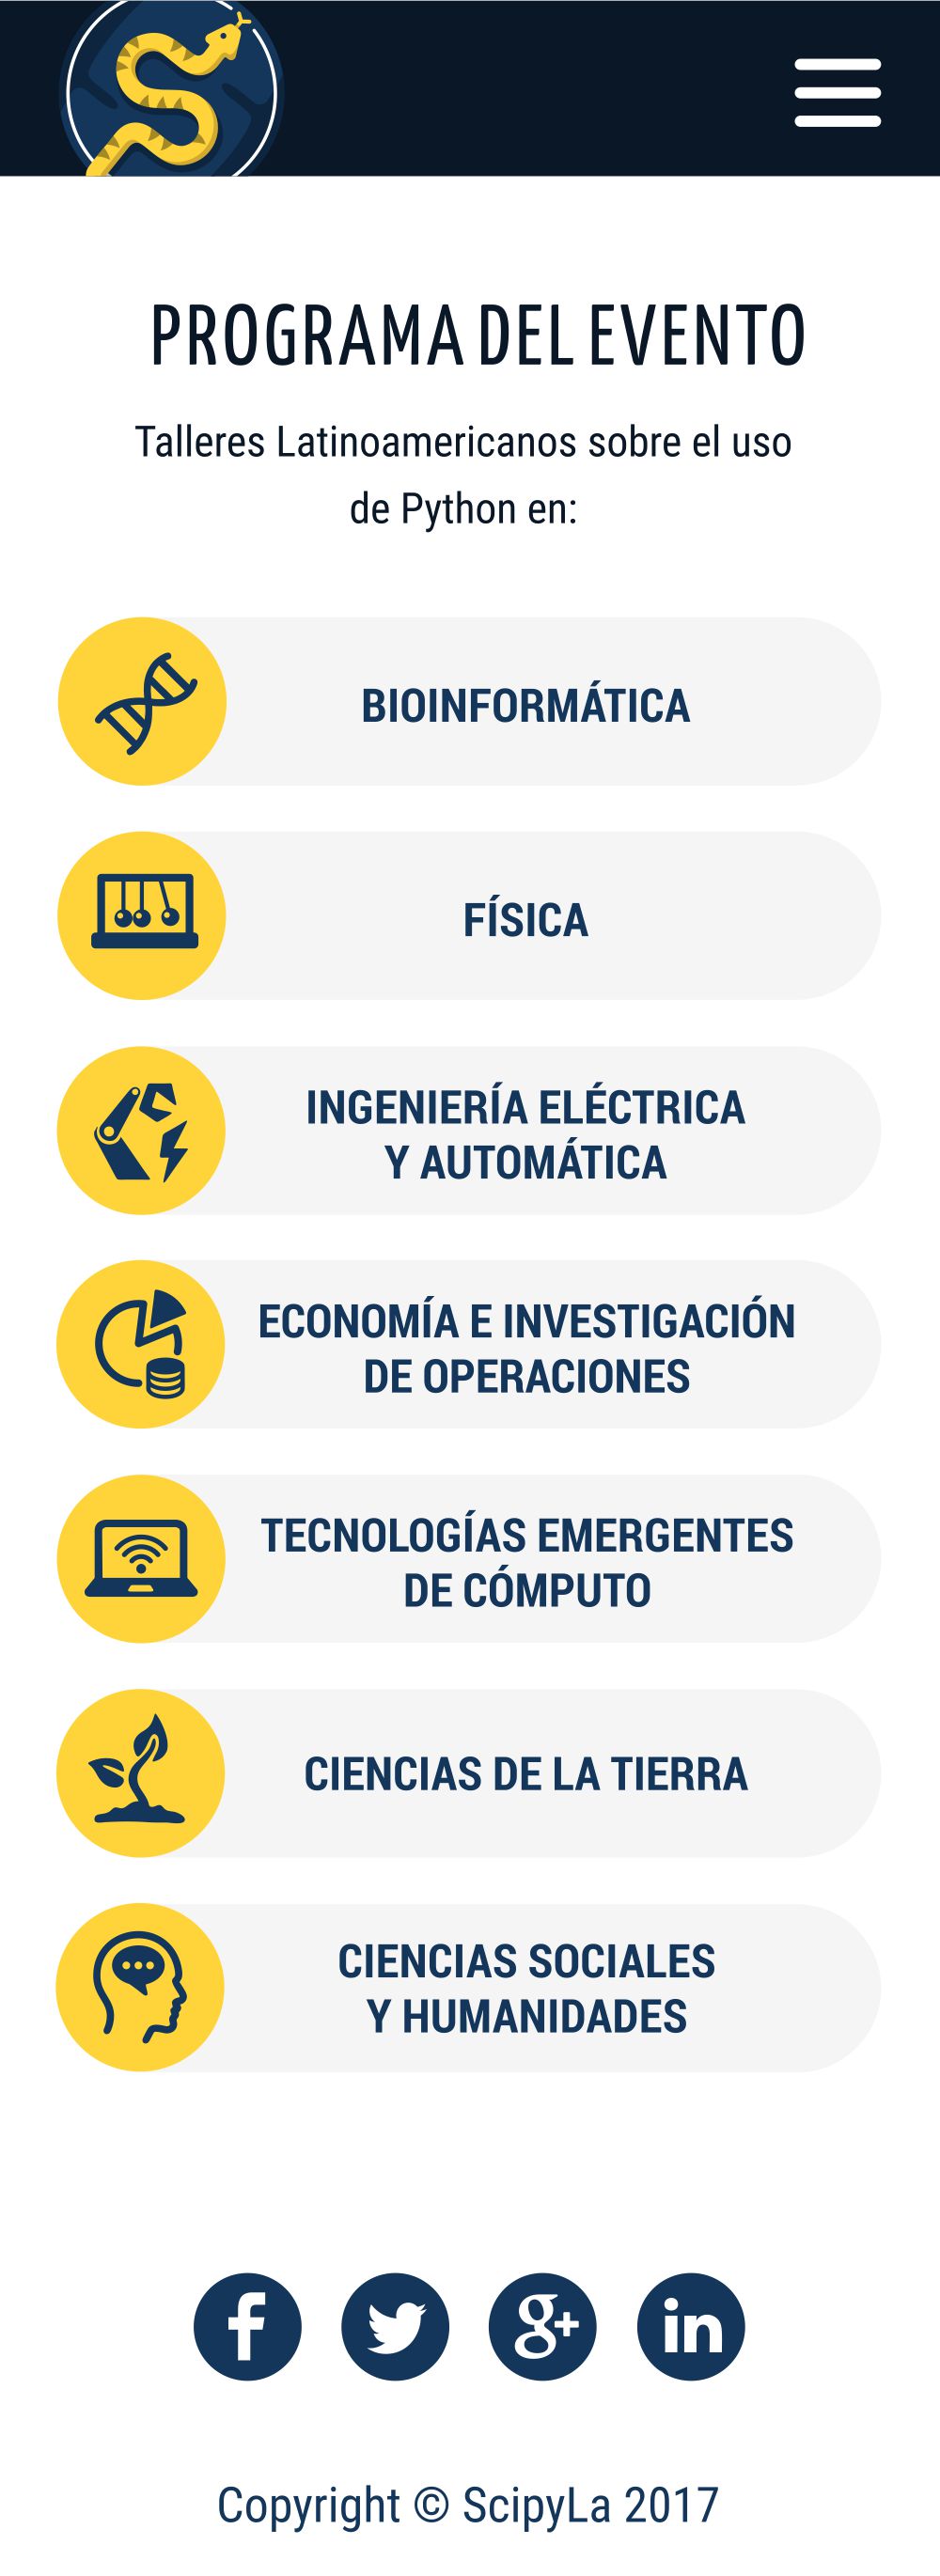 PROGRAMA DEL EVENTO
Talleres Latinoamericanos sobre el uso
de Python en:
BIOINFORMÁTICA
FÍSICA
INGENIERÍA ELÉCTRICA
Y AUTOMÁTICA
ECONOMÍA E INVESTIGACIÓN
DE OPERACIONES
TECNOLOGÍAS EMERGENTES
DE CÓMPUTO
CIENCIAS DE LA TIERRA
CIENCIAS SOCIALES
Y HUMANIDADES
f g+ in
Copyright © ScipyLa 2017